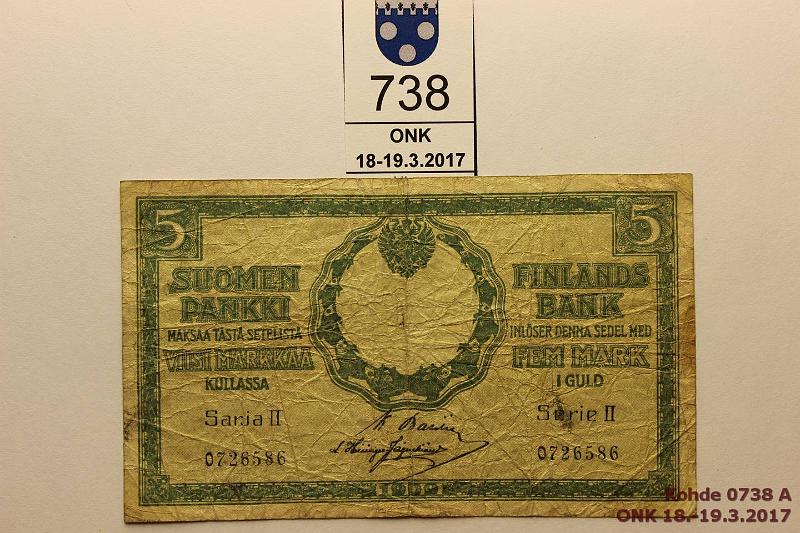 738
ONK
18-19.3.2017
5 5
SUOMEN
PANKKI
MAKSAA TÄSTÄ SETELISTÄ
VIISI MARKKAA
KULLASSA
Sarja II
0726586
FINLANDS
BANK
INLÖSER DENNA SEDEL MED
FEM MARK
I GULD
Serie II
0726586
1909
Kohde 0738 A
ONK 18.-19.3.2017